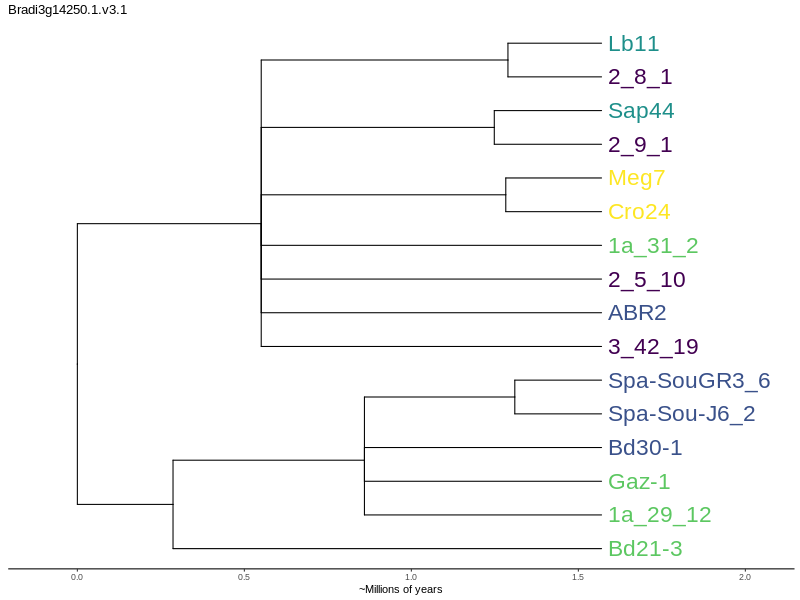 Bradi3g14250.1.v3.1
Lb11
2_8_1
Sap44
2_9_1
Meg7
Cro24
1a_31_2
2_5_10
ABR2
3_42_19
Spa-SouGR3_6
Spa-Sou-J6_2
Bd30-1
Gaz-1
1a_29_12
Bd21-3
0.0 0.5 1.0 1.5 2.0
~Millions of years